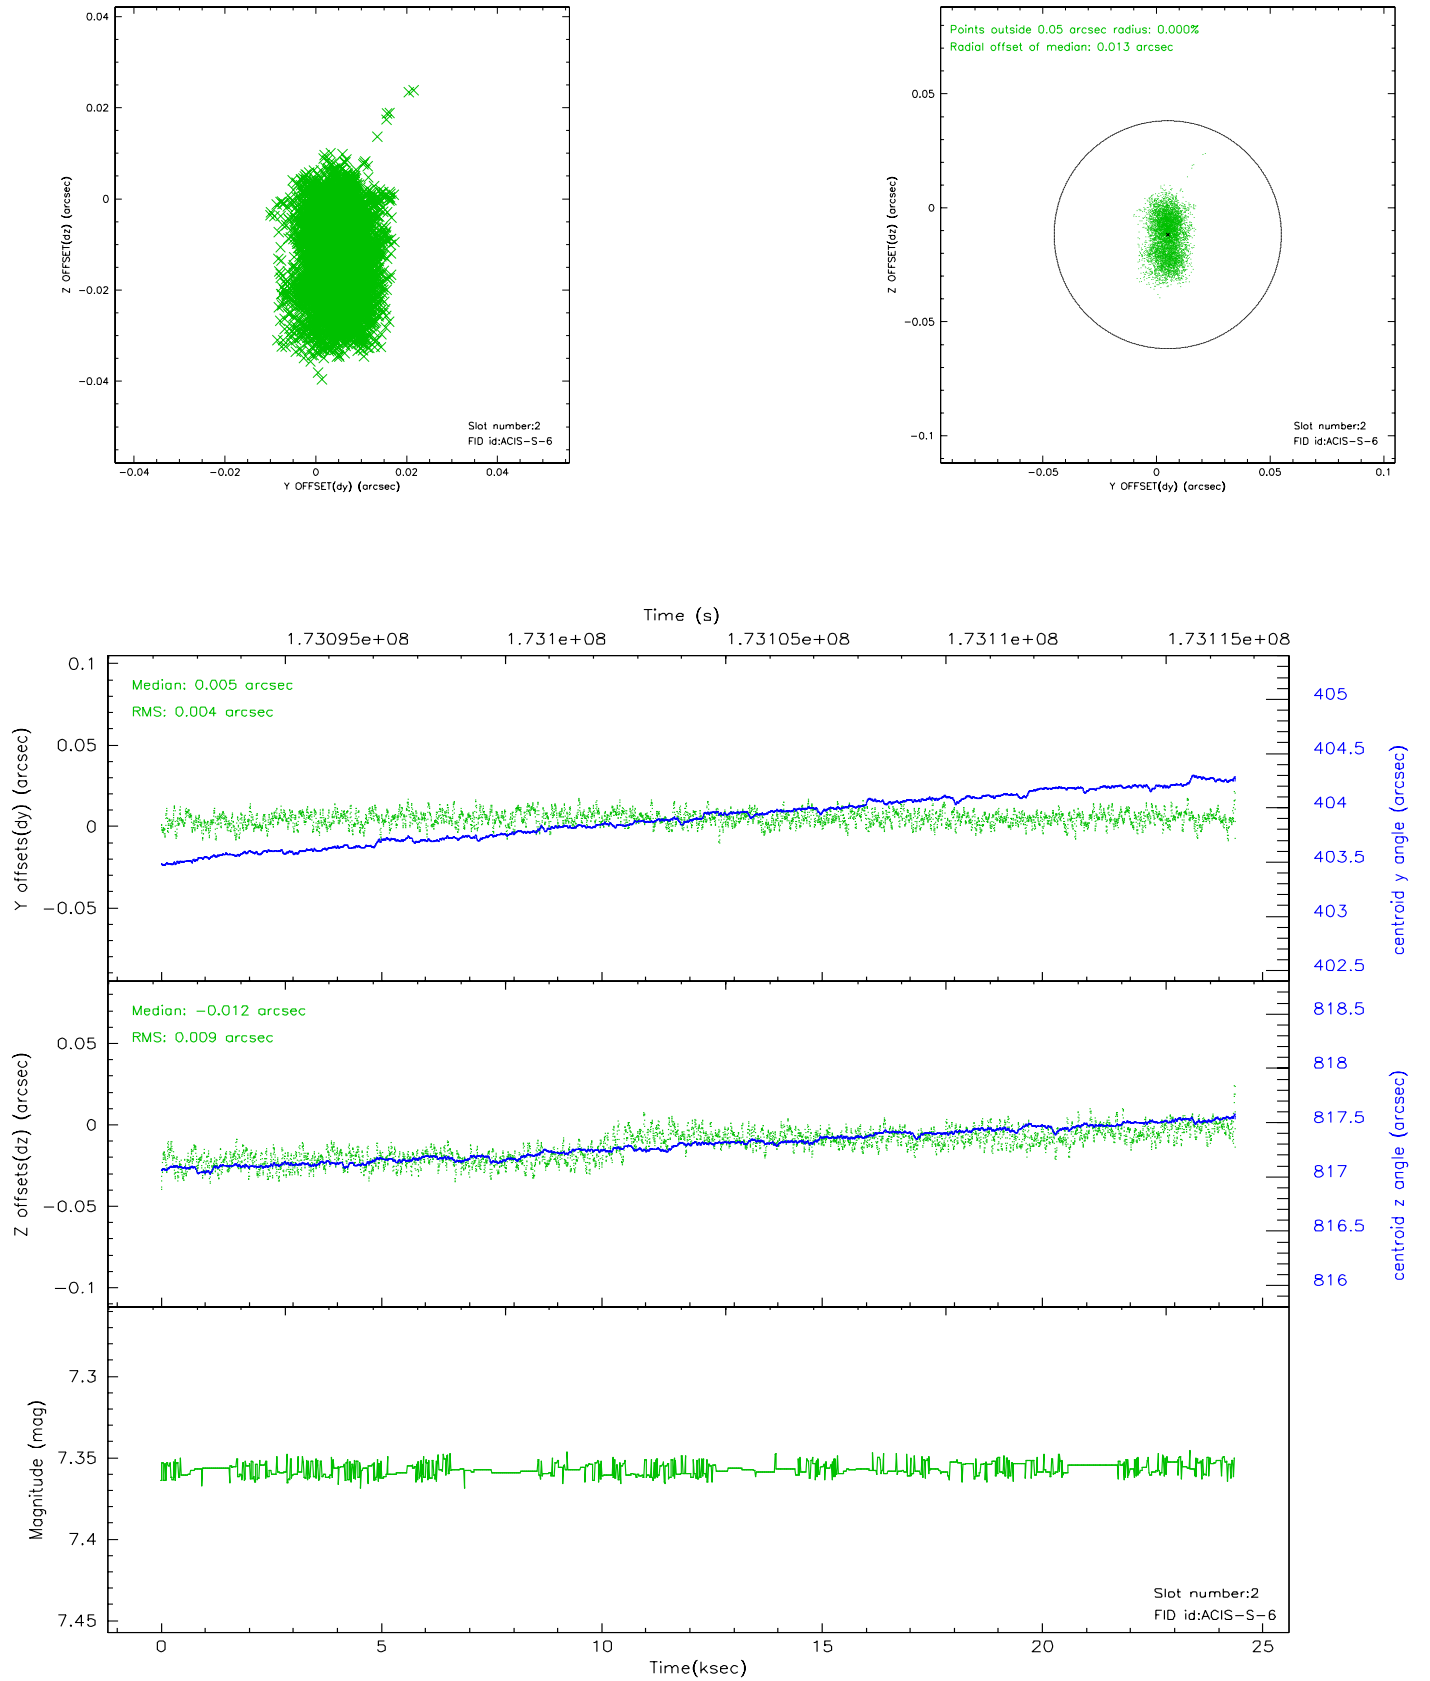 0.04
0.02
0
−0.02
−0.04
Z OFFSET(dz) (arcsec)
−0.04
−0.02
0
0.02
0.04
Y OFFSET(dy) (arcsec)
Slot number:2
FID id:ACIS−S−6
Points outside 0.05 arcsec radius: 0.000%
Radial offset of median: 0.013 arcsec
0.05
0
−0.05
−0.1
Z OFFSET(dz) (arcsec)
−0.05
0
0.05
0.1
Y OFFSET(dy) (arcsec)
Slot number:2
FID id:ACIS−S−6
Time (s)
1.73095e+08
1.731e+08
1.73105e+08
1.7311e+08
1.73115e+08
Median: 0.005 arcsec
RMS: 0.004 arcsec
0.1
0.05
0
−0.05
Y offsets(dy) (arcsec)
405
404.5
404
403.5
403
402.5
centroid y angle (arcsec)
Median: −0.012 arcsec
RMS: 0.009 arcsec
0.05
0
−0.05
−0.1
Z offsets(dz) (arcsec)
818.5
818
817.5
817
816.5
816
centroid z angle (arcsec)
7.3
7.35
7.4
7.45
Magnitude (mag)
Slot number:2
FID id:ACIS−S−6
0
5
10
15
20
25
Time(ksec)